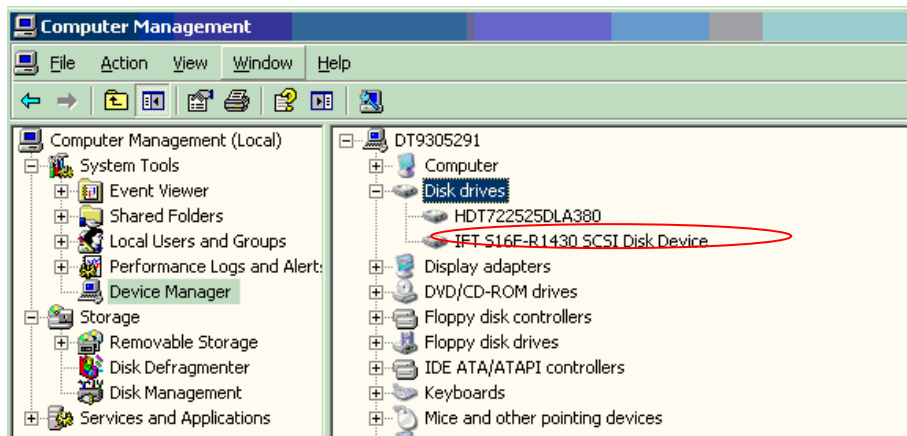 Computer Management
File Action View Window Help
Computer Management (Local)
System Tools
Event Viewer
Shared Folders
Local Users and Groups
Performance Logs and Alert
Device Manager
Storage
Removable Storage
Disk Defragmenter
Disk Management
Services and Applications
DT9305291
Computer
Disk drives
HDT722525DLA380
IFT S16F-R1430 SCSI Disk Device
Display adapters
DVD/CD-ROM drives
Floppy disk controllers
Floppy disk drives
IDE ATA/ATAPI controllers
Keyboards
Mice and other pointing devices